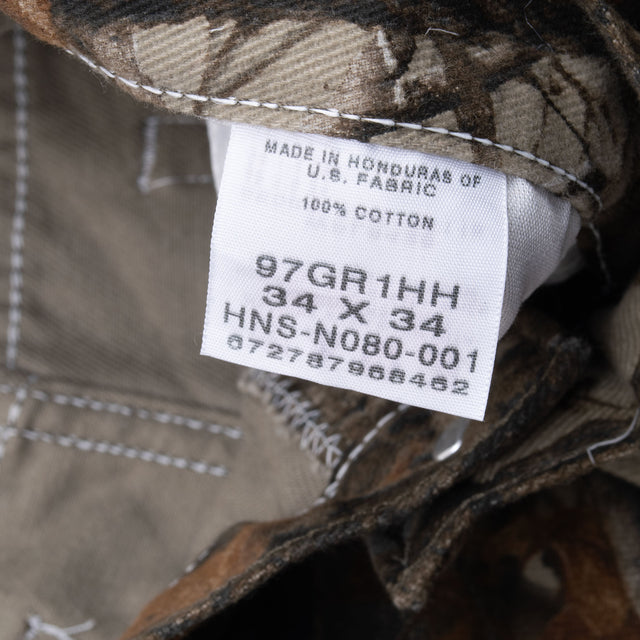 MADE IN HONDURAS OF
U.S. FABRIC
100% COTTON
97GR1HH
34 X 34
HNS-N080-001
672787968462